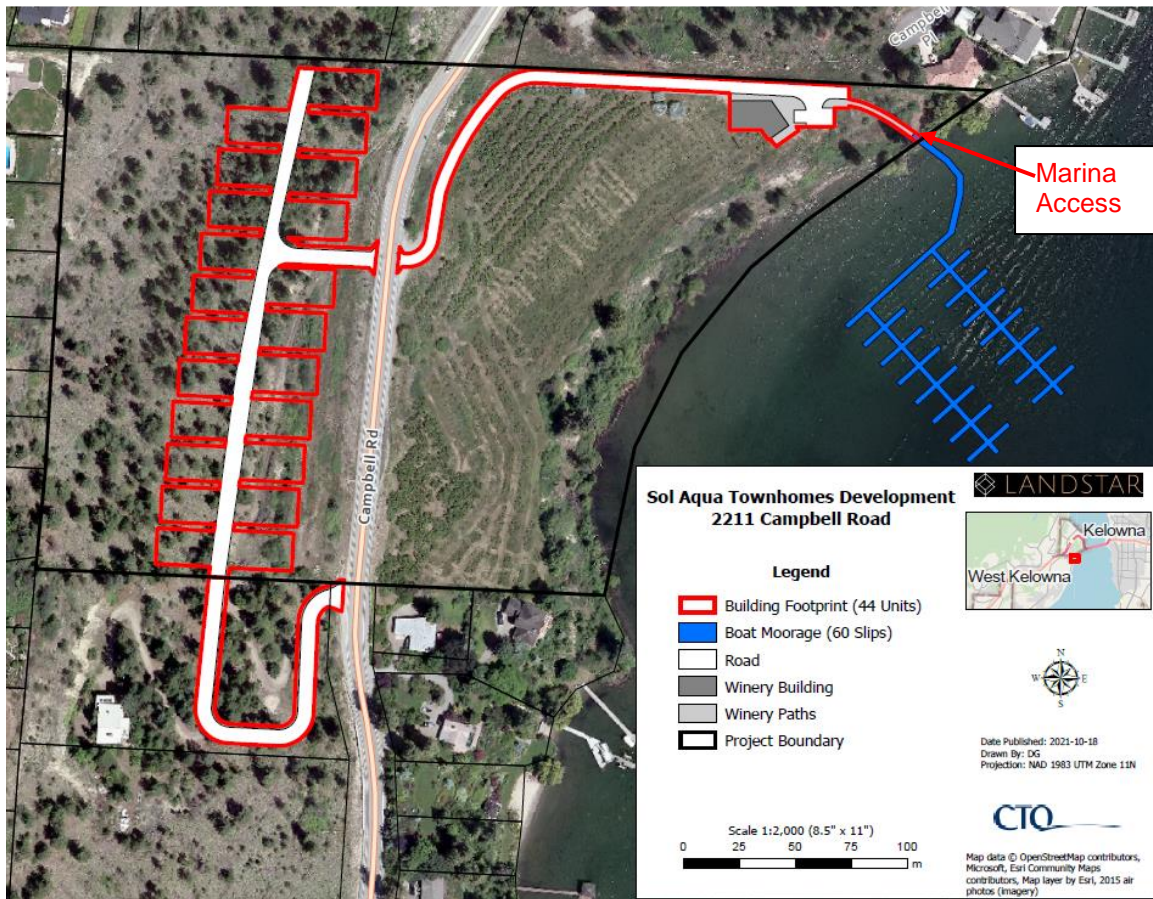 Campbell
Pl
Marina
Access
Campbell Rd
Sol Aqua Townhomes Development
2211 Campbell Road
LANDSTAR
Kelowna
West Kelowna
Legend
Building Footprint (44 Units)
Boat Moorage (60 Slips)
Road
Winery Building
Winery Paths
Project Boundary
N
W
E
S
Date Published: 2021-10-18
Drawn By: DG
Projection: NAD 1983 UTM Zone 11N
CTQ
Scale 1:2,000 (8.5" x 11")
0 25 50 75 100
m
Map data © OpenStreetMap contributors,
Microsoft, Esri Community Maps
contributors, Map layer by Esri, 2015 air
photos (imagery)